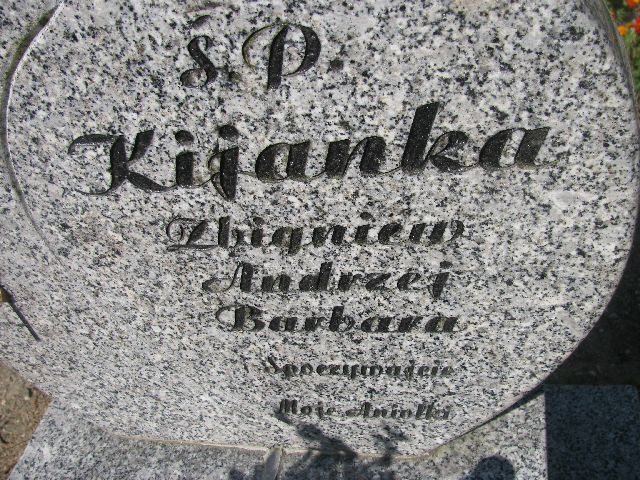 Ś.P.
Kijanka
Zbigniew
Andrzej
Barbara
Spoczywajcie
Moje Aniołki